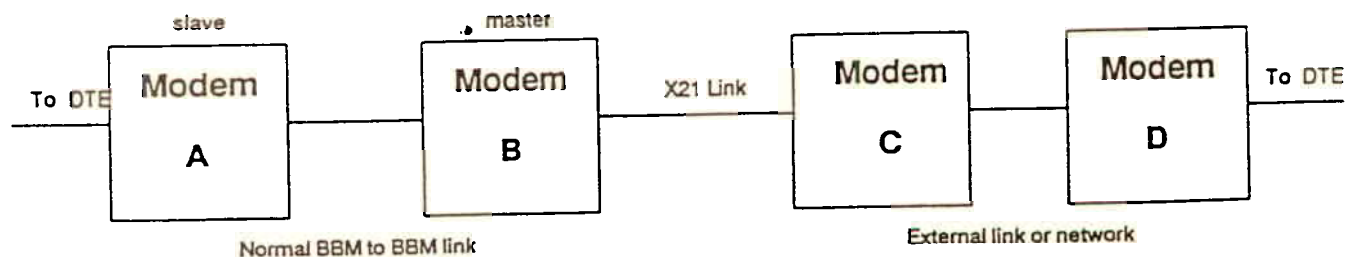 slave
master
To DTE
Modem
A
Modem
B
X21 Link
Modem
C
Modem
D
To DTE
Normal BBM to BBM link
External link or network